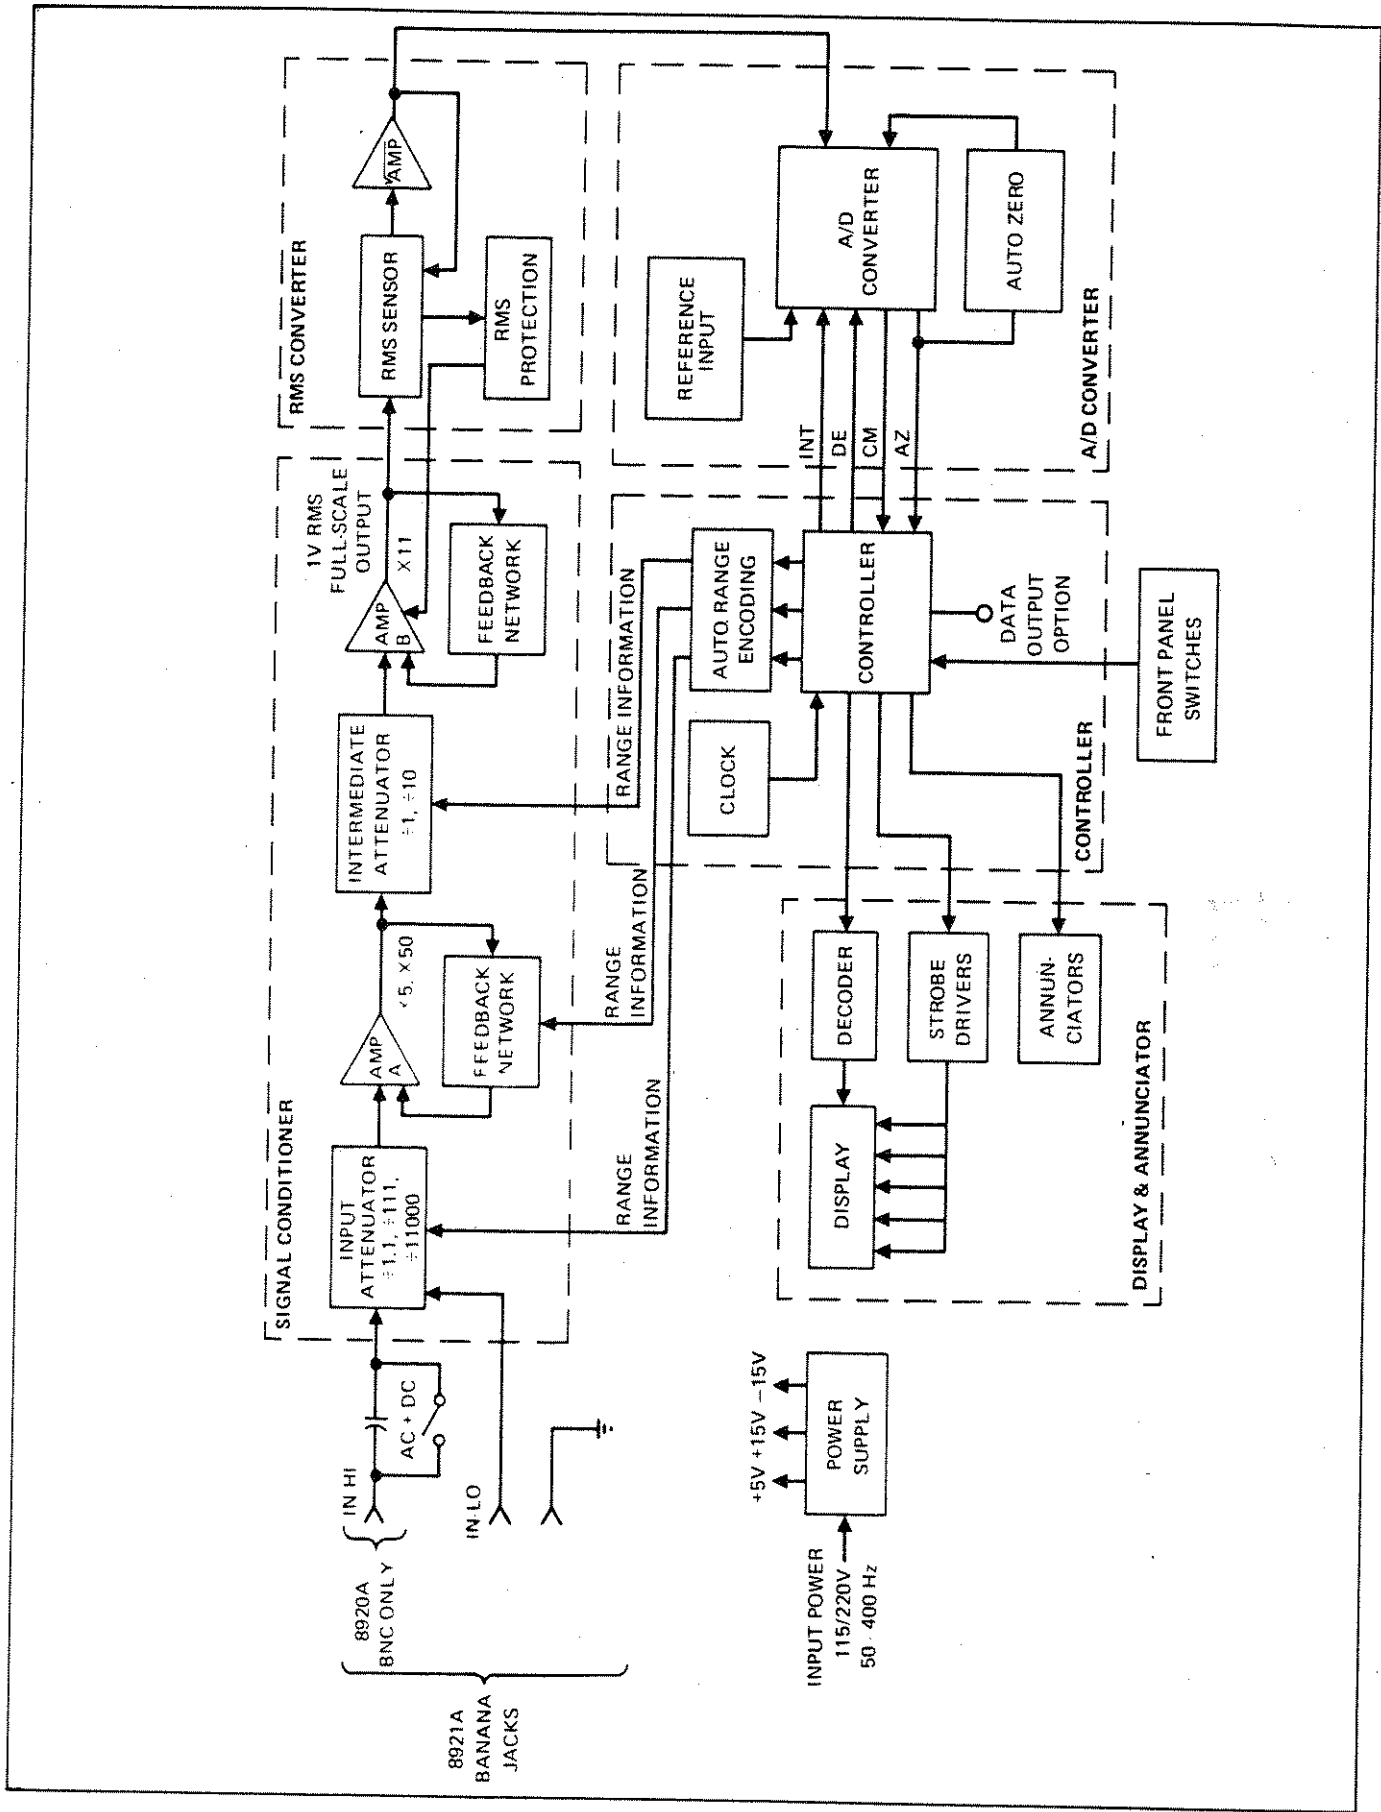 8921A
BANANA
JACKS
8920A
BNC ONLY
IN HI
IN LO
AC + DC
SIGNAL CONDITIONER
INPUT
ATTENUATOR
÷1.1, ÷111,
÷11000
AMP
A
×5, X50
FEEDBACK
NETWORK
INTERMEDIATE
ATTENUATOR
÷1, ÷10
AMP
B
1V RMS
FULL-SCALE
OUTPUT
X11
FEEDBACK
NETWORK
RMS CONVERTER
RMS SENSOR
RMS
PROTECTION
AMP
RANGE
INFORMATION
RANGE
INFORMATION
RANGE INFORMATION
INPUT POWER
115/220V
50 - 400 Hz
+5V +15V -15V
POWER
SUPPLY
DISPLAY
DECODER
STROBE
DRIVERS
ANNUN-
CIATORS
DISPLAY & ANNUNCIATOR
CLOCK
AUTO RANGE
ENCODING
CONTROLLER
DATA
OUTPUT
OPTION
CONTROLLER
FRONT PANEL
SWITCHES
INT
DE
CM
AZ
REFERENCE
INPUT
A/D
CONVERTER
AUTO ZERO
A/D CONVERTER